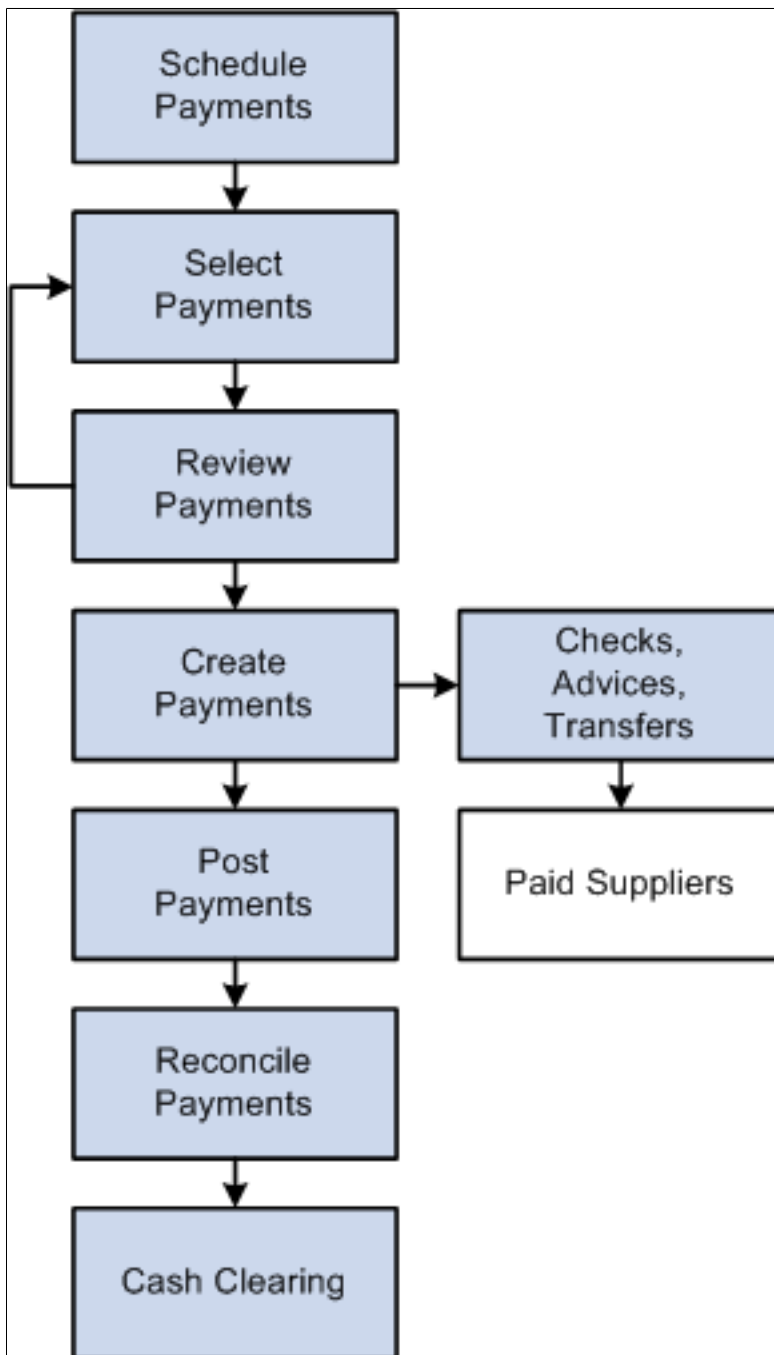 Schedule
Payments
Select
Payments
Review
Payments
Create
Payments
Checks,
Advices,
Transfers
Post
Payments
Paid Suppliers
Reconcile
Payments
Cash Clearing